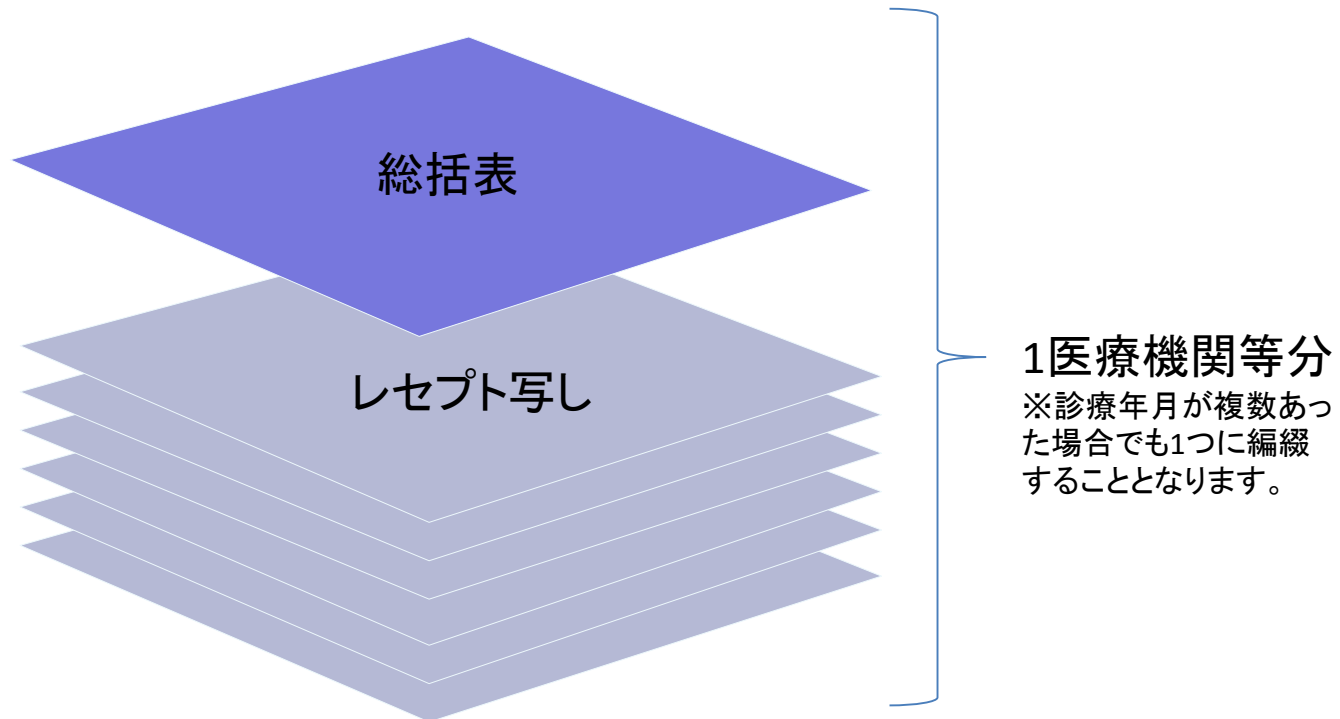 総括表
レセプト写し
1医療機関等分
※診療年月が複数あっ
た場合でも1つに編綴
することとなります。